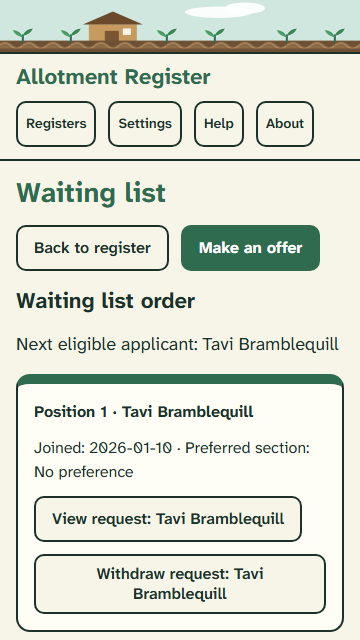 Allotment Register
Registers
Settings
Help
About
Waiting list
Back to register
Make an offer
Waiting list order
Next eligible applicant: Tavi Bramblequill
Position 1 · Tavi Bramblequill
Joined: 2026-01-10 · Preferred section:
No preference
View request: Tavi Bramblequill
Withdraw request: Tavi
Bramblequill